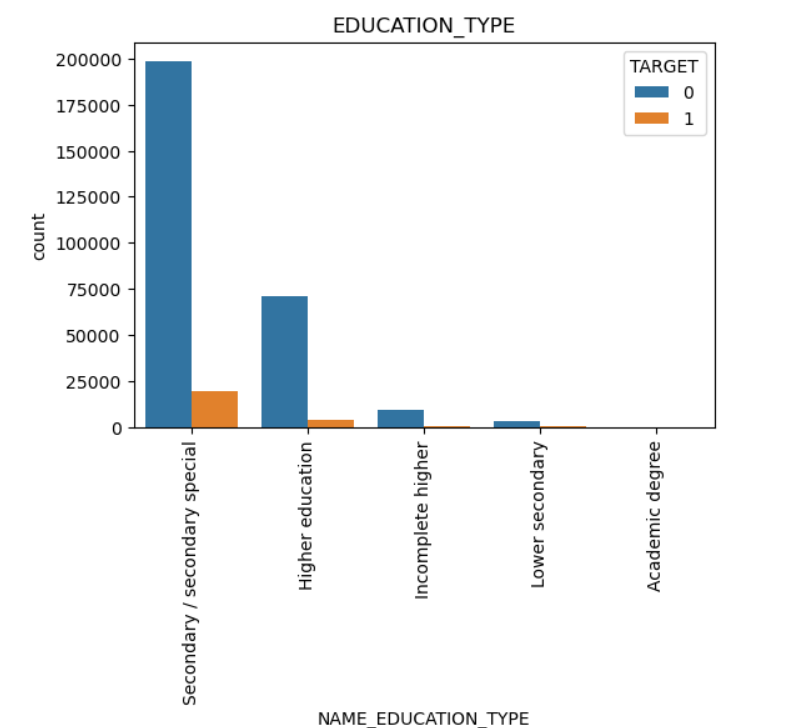 EDUCATION_TYPE
TARGET
0
1
200000
175000
150000
125000
100000
75000
50000
25000
0
count
Secondary / secondary special
Higher education
Incomplete higher
Lower secondary
Academic degree
NAME_EDUCATION_TYPE